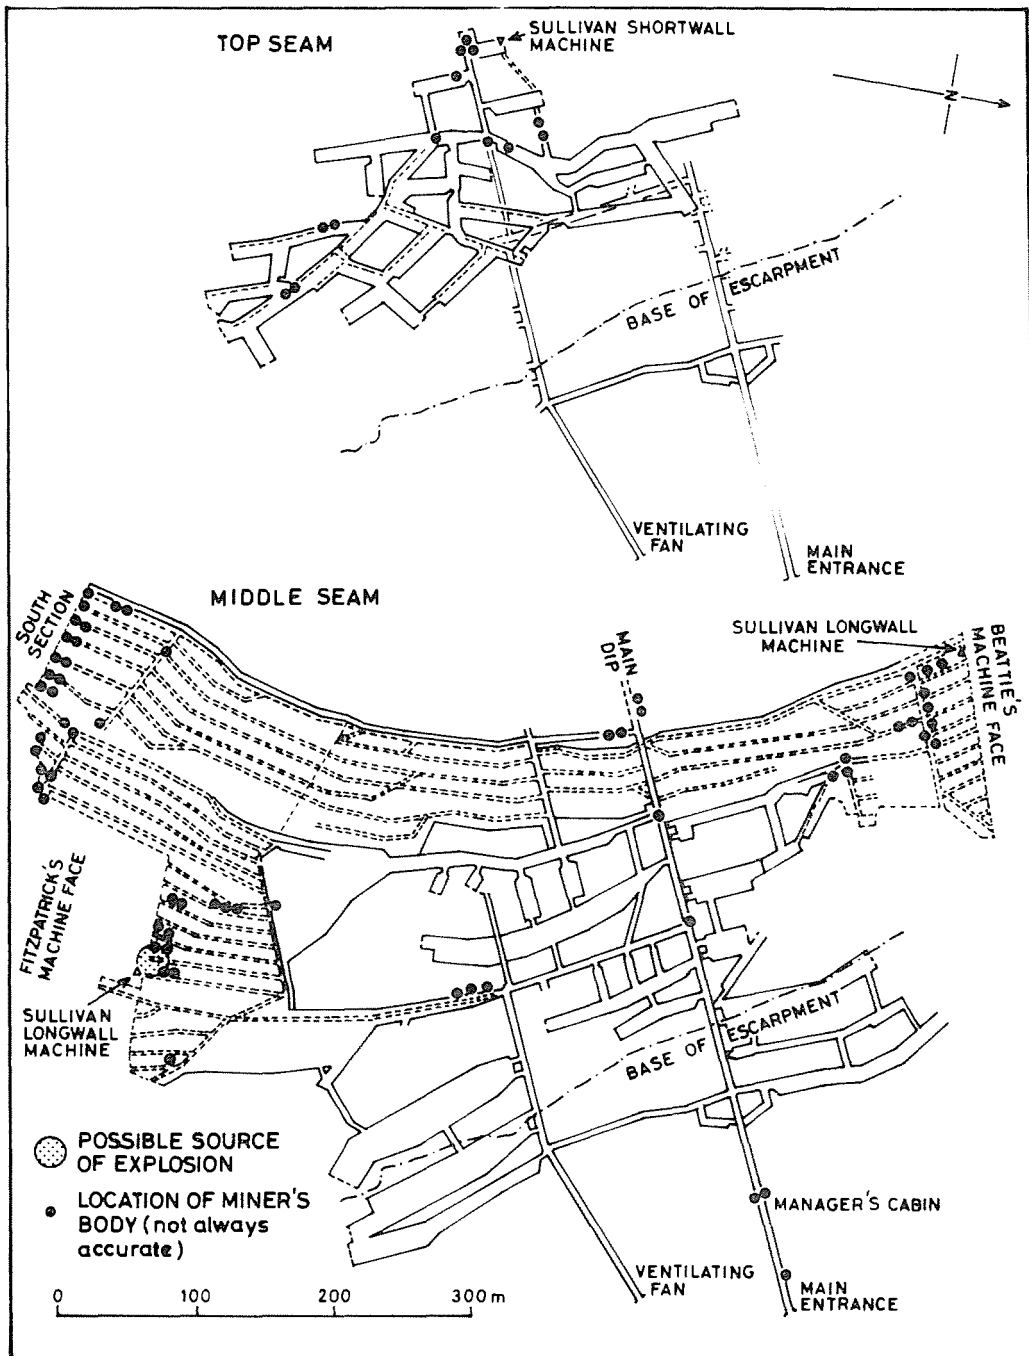 TOP SEAM
SULLIVAN SHORTWALL
MACHINE
N
BASE OF ESCARPMENT
VENTILATING
FAN
MAIN
ENTRANCE
MIDDLE SEAM
SOUTH
SECTION
MAIN
DIP
SULLIVAN LONGWALL
MACHINE
BEATTIE'S
MACHINE FACE
FITZPATRICK'S
MACHINE FACE
SULLIVAN
LONGWALL
MACHINE
BASE OF ESCARPMENT
POSSIBLE SOURCE
OF EXPLOSION
LOCATION OF MINER'S
BODY (not always
accurate)
MANAGER'S CABIN
VENTILATING
FAN
MAIN
ENTRANCE
0 100 200 300m